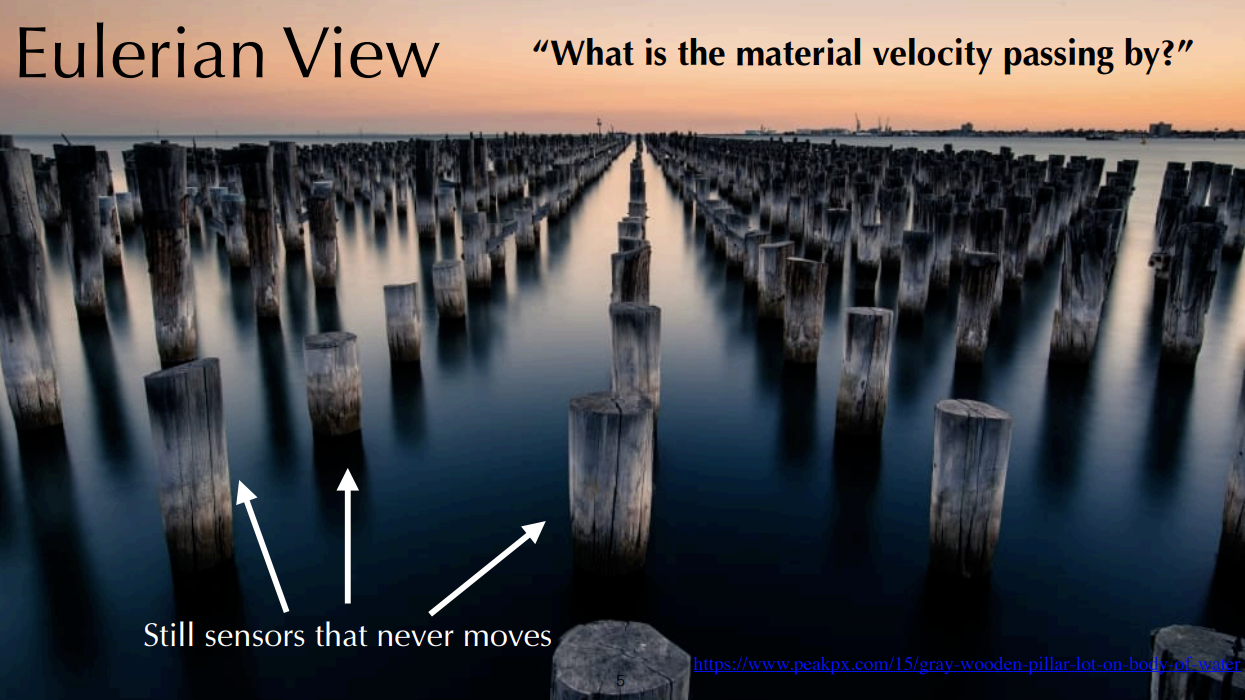 Eulerian View
“What is the material velocity passing by?”
Still sensors that never moves
https://www.peakpx.com/15/gray-wooden-pillar-lot-on-body-of-water
5